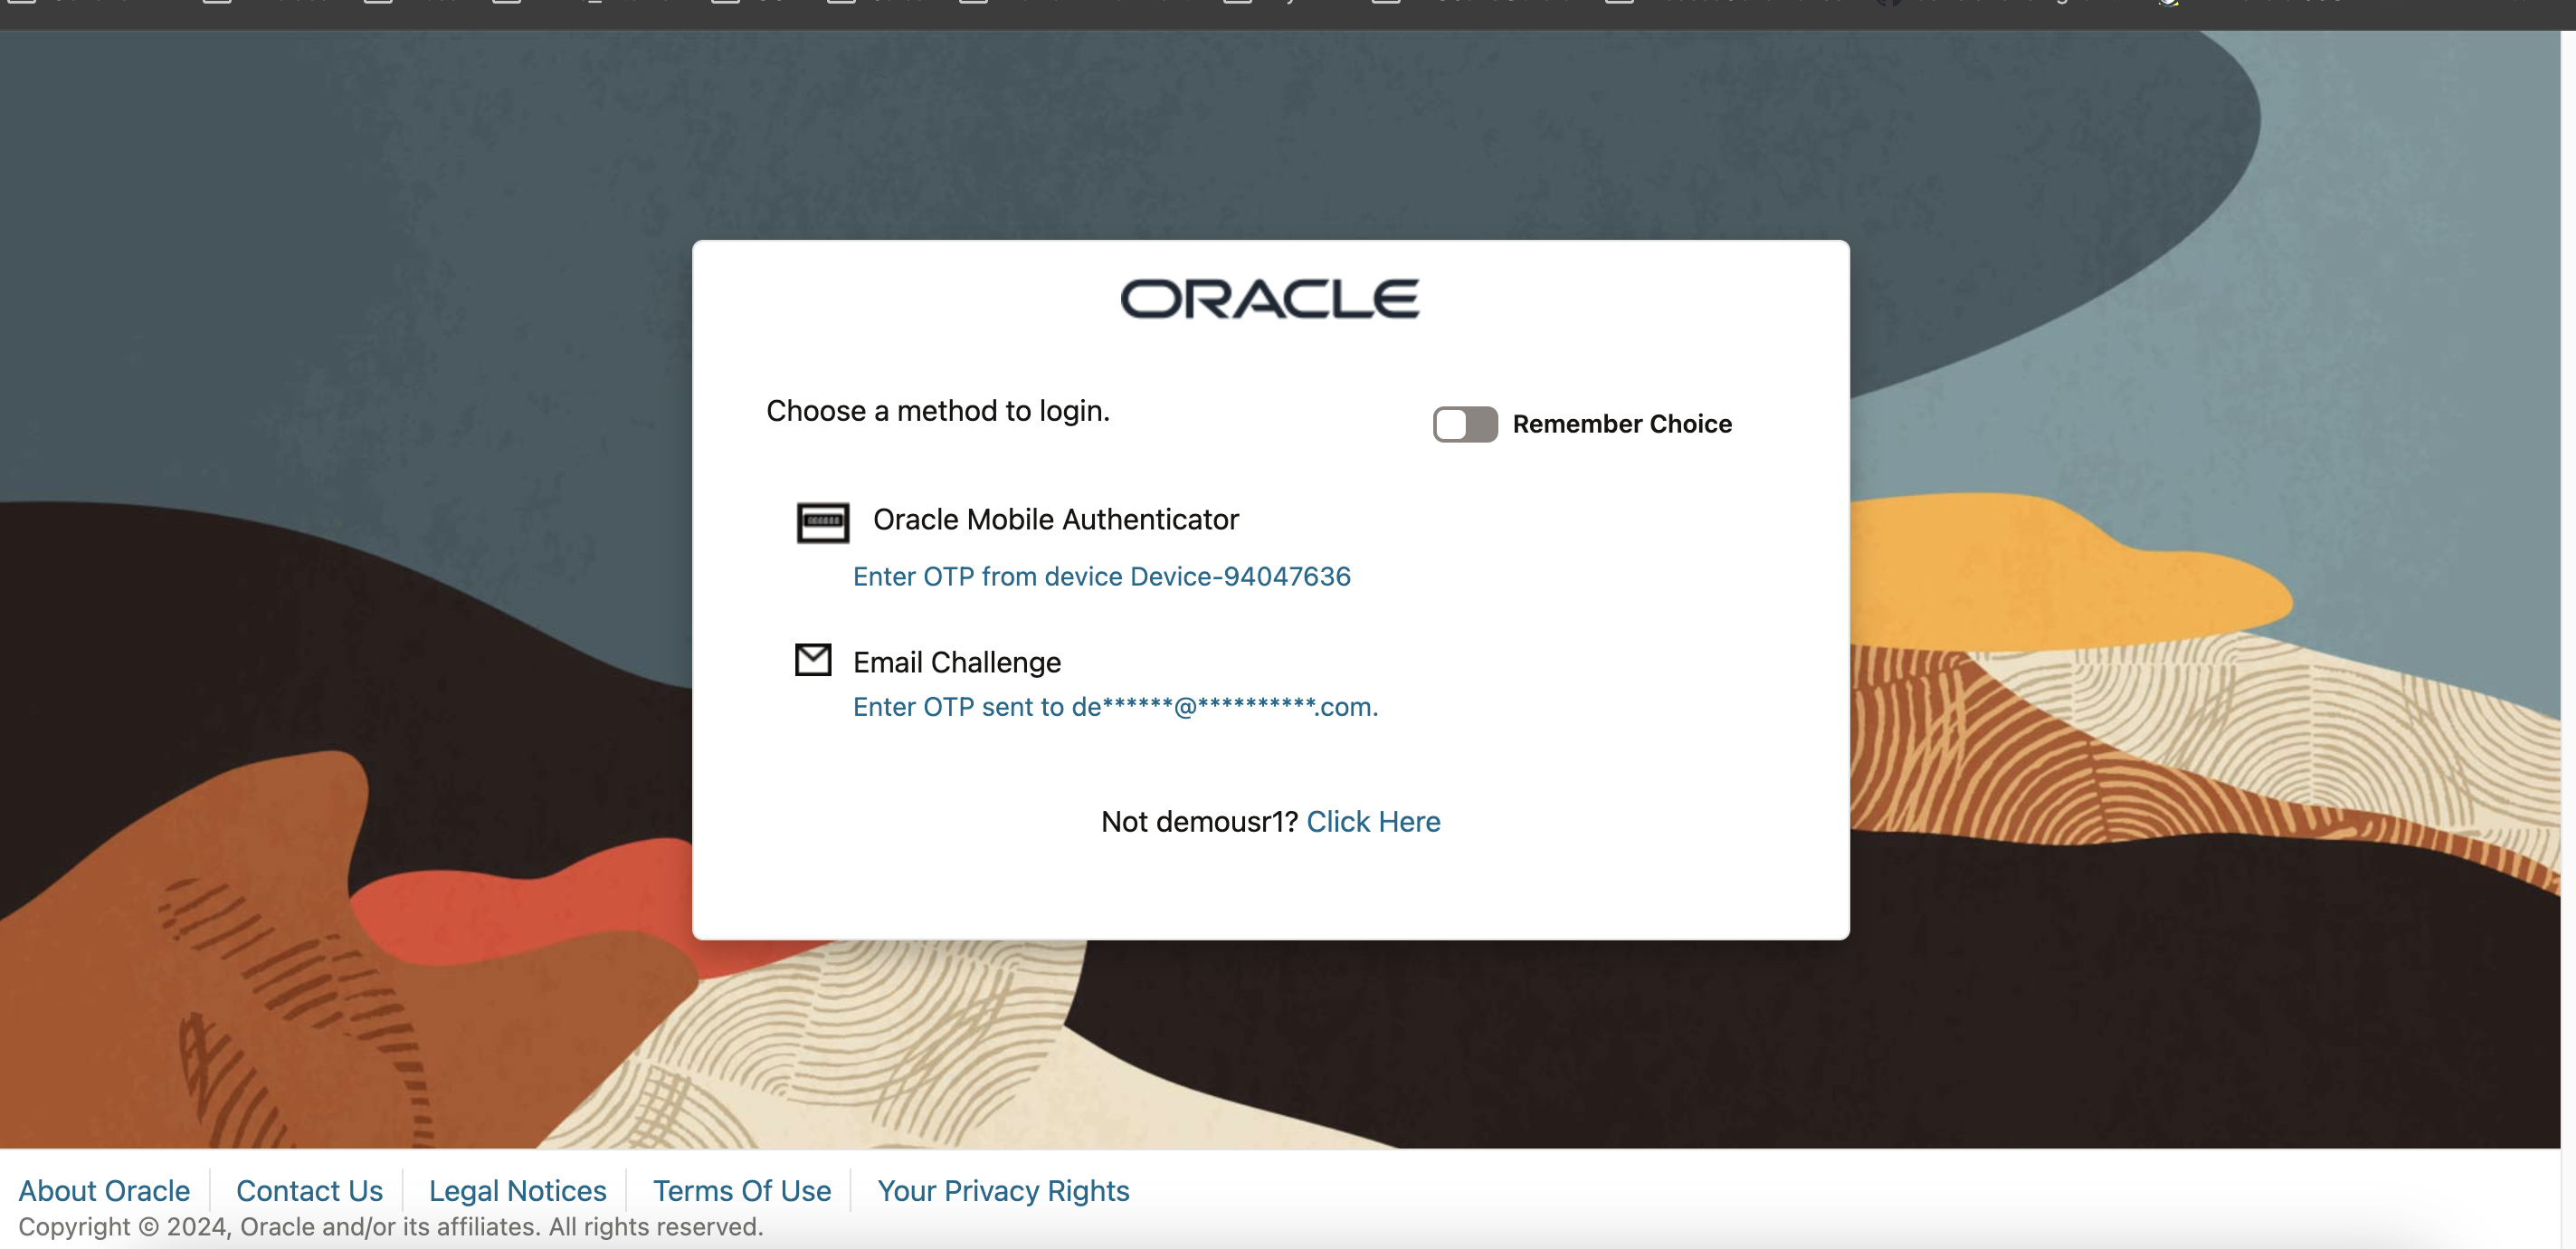 ORACLE
Choose a method to login.
Remember Choice
Oracle Mobile Authenticator
Enter OTP from device Device-94047636
Email Challenge
Enter OTP sent to de******@**********.com.
Not demousr1? Click Here
About Oracle
Contact Us
Legal Notices
Terms Of Use
Your Privacy Rights
Copyright © 2024, Oracle and/or its affiliates. All rights reserved.